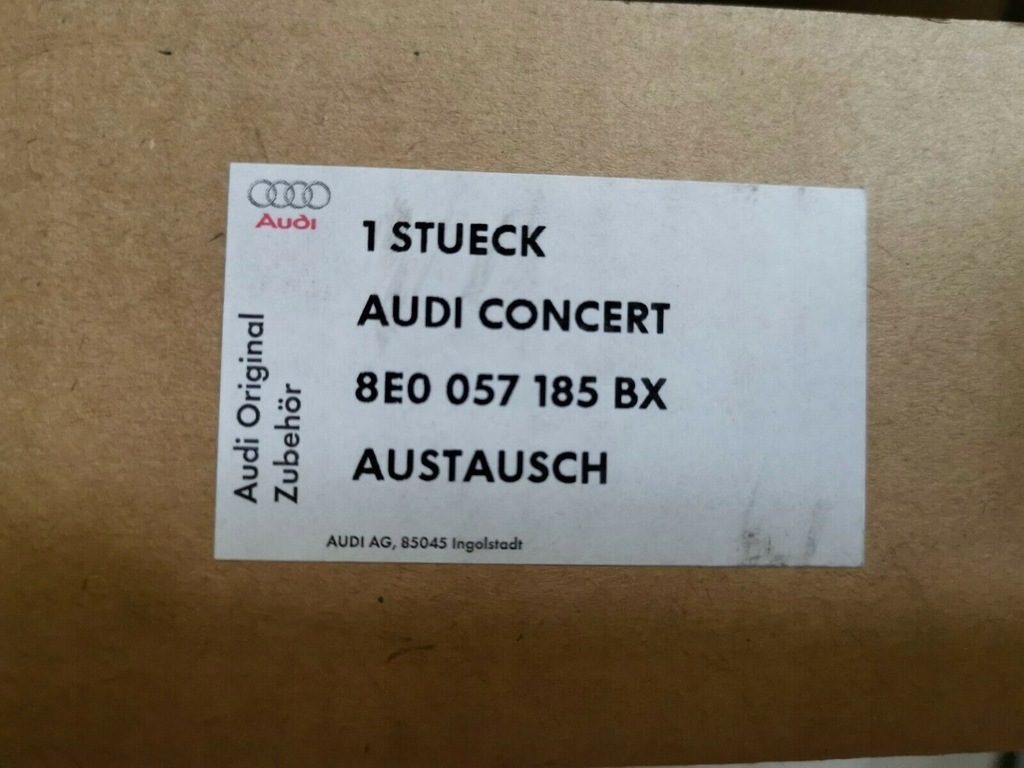 Audi
1 STUECK
AUDI CONCERT
8E0 057 185 BX
AUSTAUSCH
Audi Original
Zubehör
AUDI AG, 85045 Ingolstadt